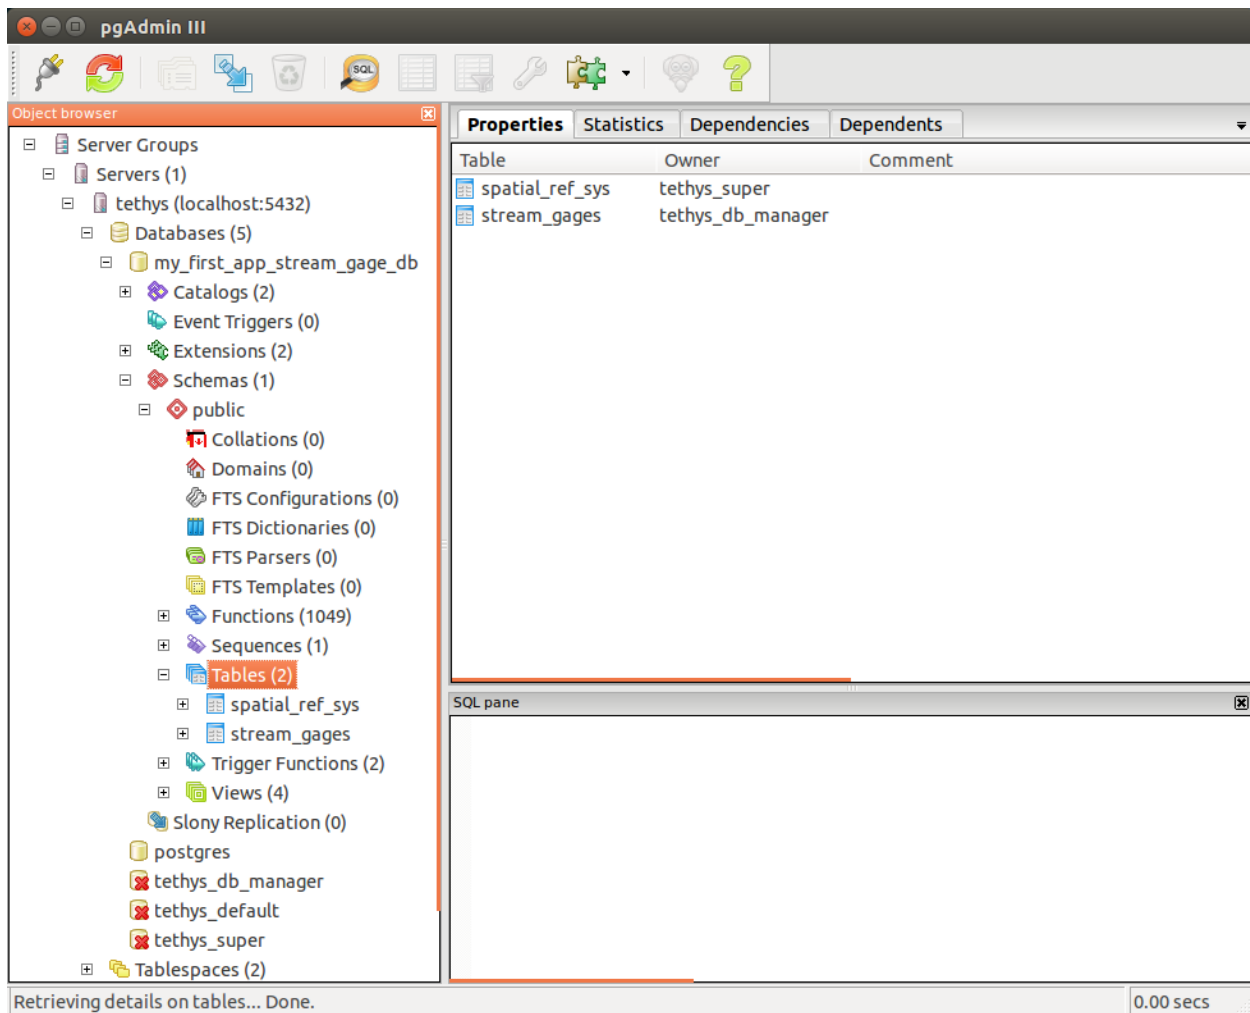 pgAdmin III
SQL
Object browser
Server Groups
Servers (1)
tethys (localhost:5432)
Databases (5)
my_first_app_stream_gage_db
Catalogs (2)
Event Triggers (0)
Extensions (2)
Schemas (1)
public
Collations (0)
Domains (0)
FTS Configurations (0)
FTS Dictionaries (0)
FTS Parsers (0)
FTS Templates (0)
Functions (1049)
Sequences (1)
Tables (2)
spatial_ref_sys
stream_gages
Trigger Functions (2)
Views (4)
Slony Replication (0)
postgres
tethys_db_manager
tethys_default
tethys_super
Tablespaces (2)
Properties Statistics Dependencies Dependents
Table Owner Comment
spatial_ref_sys tethys_super
stream_gages tethys_db_manager
SQL pane
Retrieving details on tables... Done. 0.00 secs